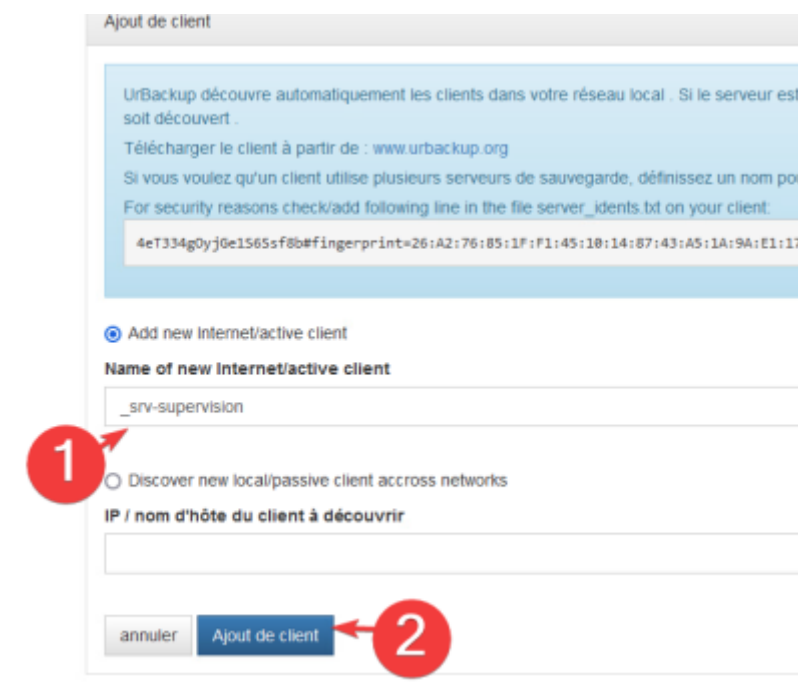 Ajout de client
UrBackup découvre automatiquement les clients dans votre réseau local . Si le serveur est
soit découvert .
Télécharger le client à partir de : www.urbackup.org
Si vous voulez qu'un client utilise plusieurs serveurs de sauvegarde, définissez un nom pou
For security reasons check/add following line in the file server_idents.txt on your client:
4eT334gOyjGe1S6Ssf8b#fingerprint=26:A2:76:85:1F:F1:45:10:14:87:43:A5:1A:9A:E1:17
Add new Internet/active client
Name of new Internet/active client
_srv-supervision
1
Discover new local/passive client accross networks
IP / nom d'hôte du client à découvrir
annuler
Ajout de client
2